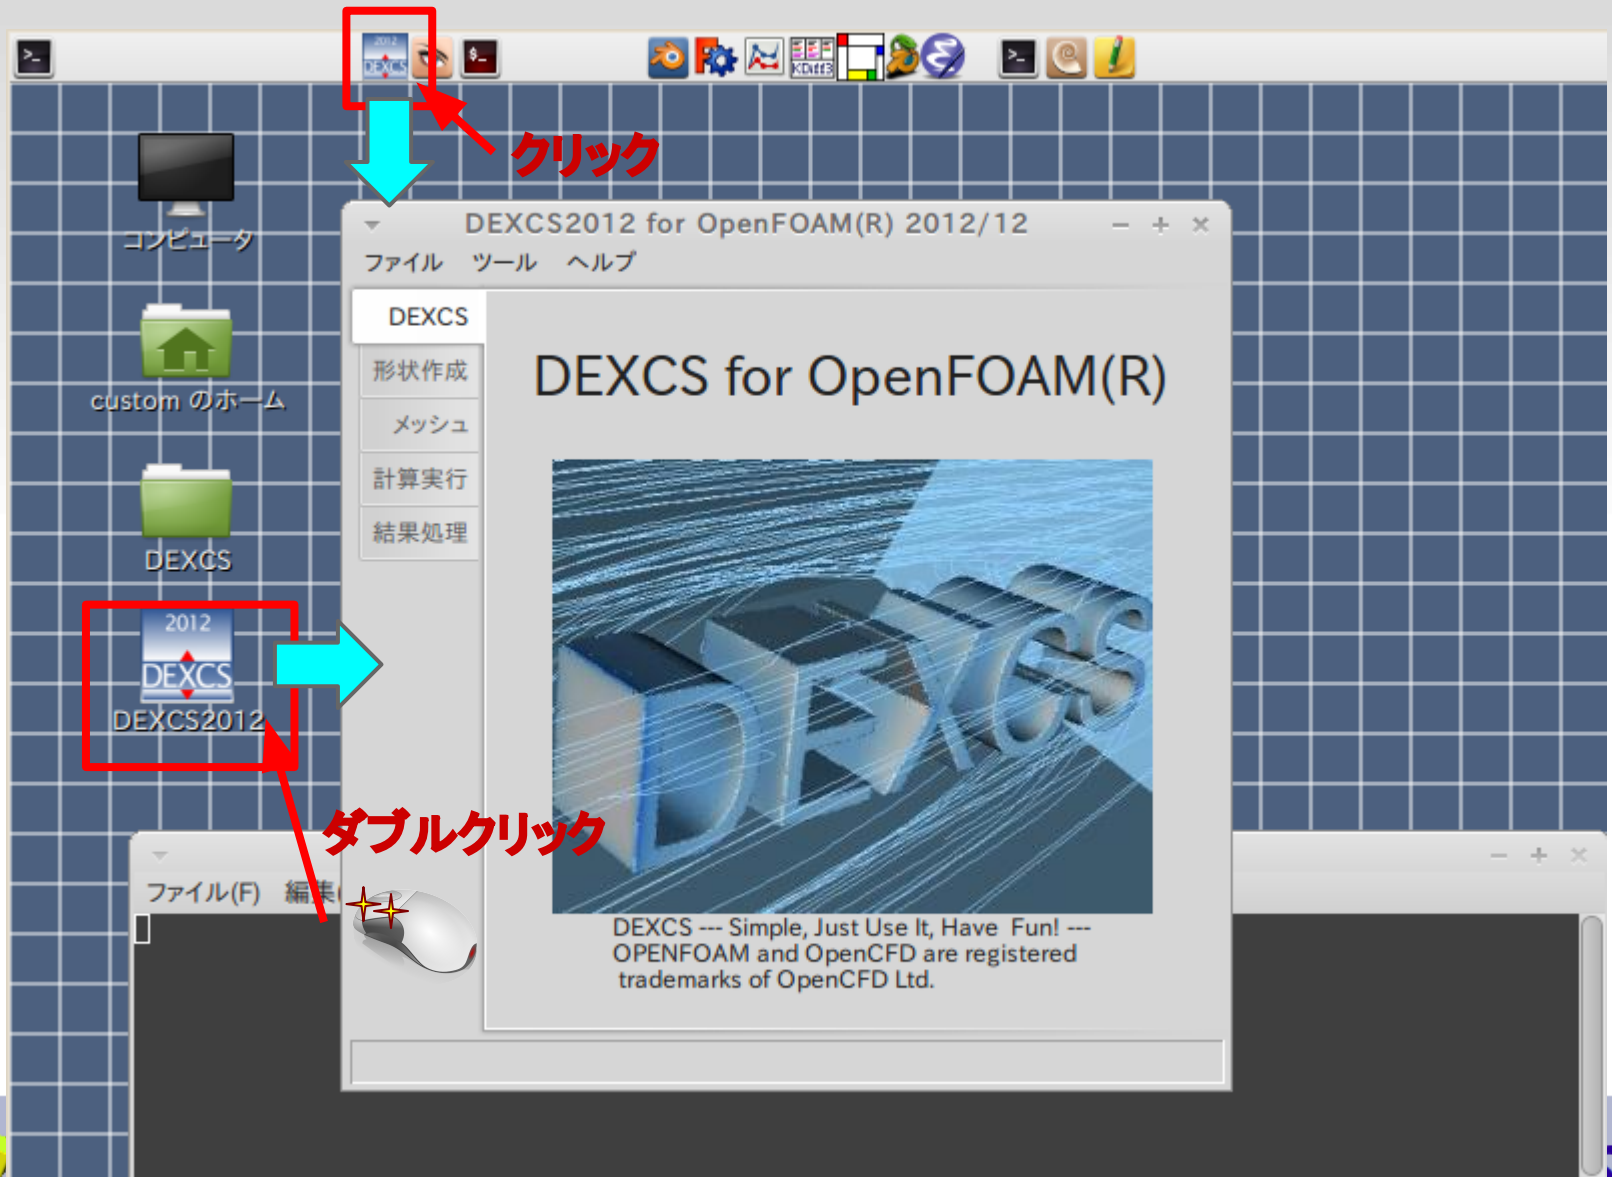 2012
DEXCS
KDiff3
クリック
コンピュータ
custom のホーム
DEXCS
2012
DEXCS
DEXCS2012
ダブルクリック
DEXCS2012 for OpenFOAM(R) 2012/12
ファイル ツール ヘルプ
DEXCS
形状作成
メッシュ
計算実行
結果処理
DEXCS for OpenFOAM(R)
DEXCS
DEXCS --- Simple, Just Use It, Have Fun! ---
OPENFOAM and OpenCFD are registered
trademarks of OpenCFD Ltd.
ファイル(F) 編集(